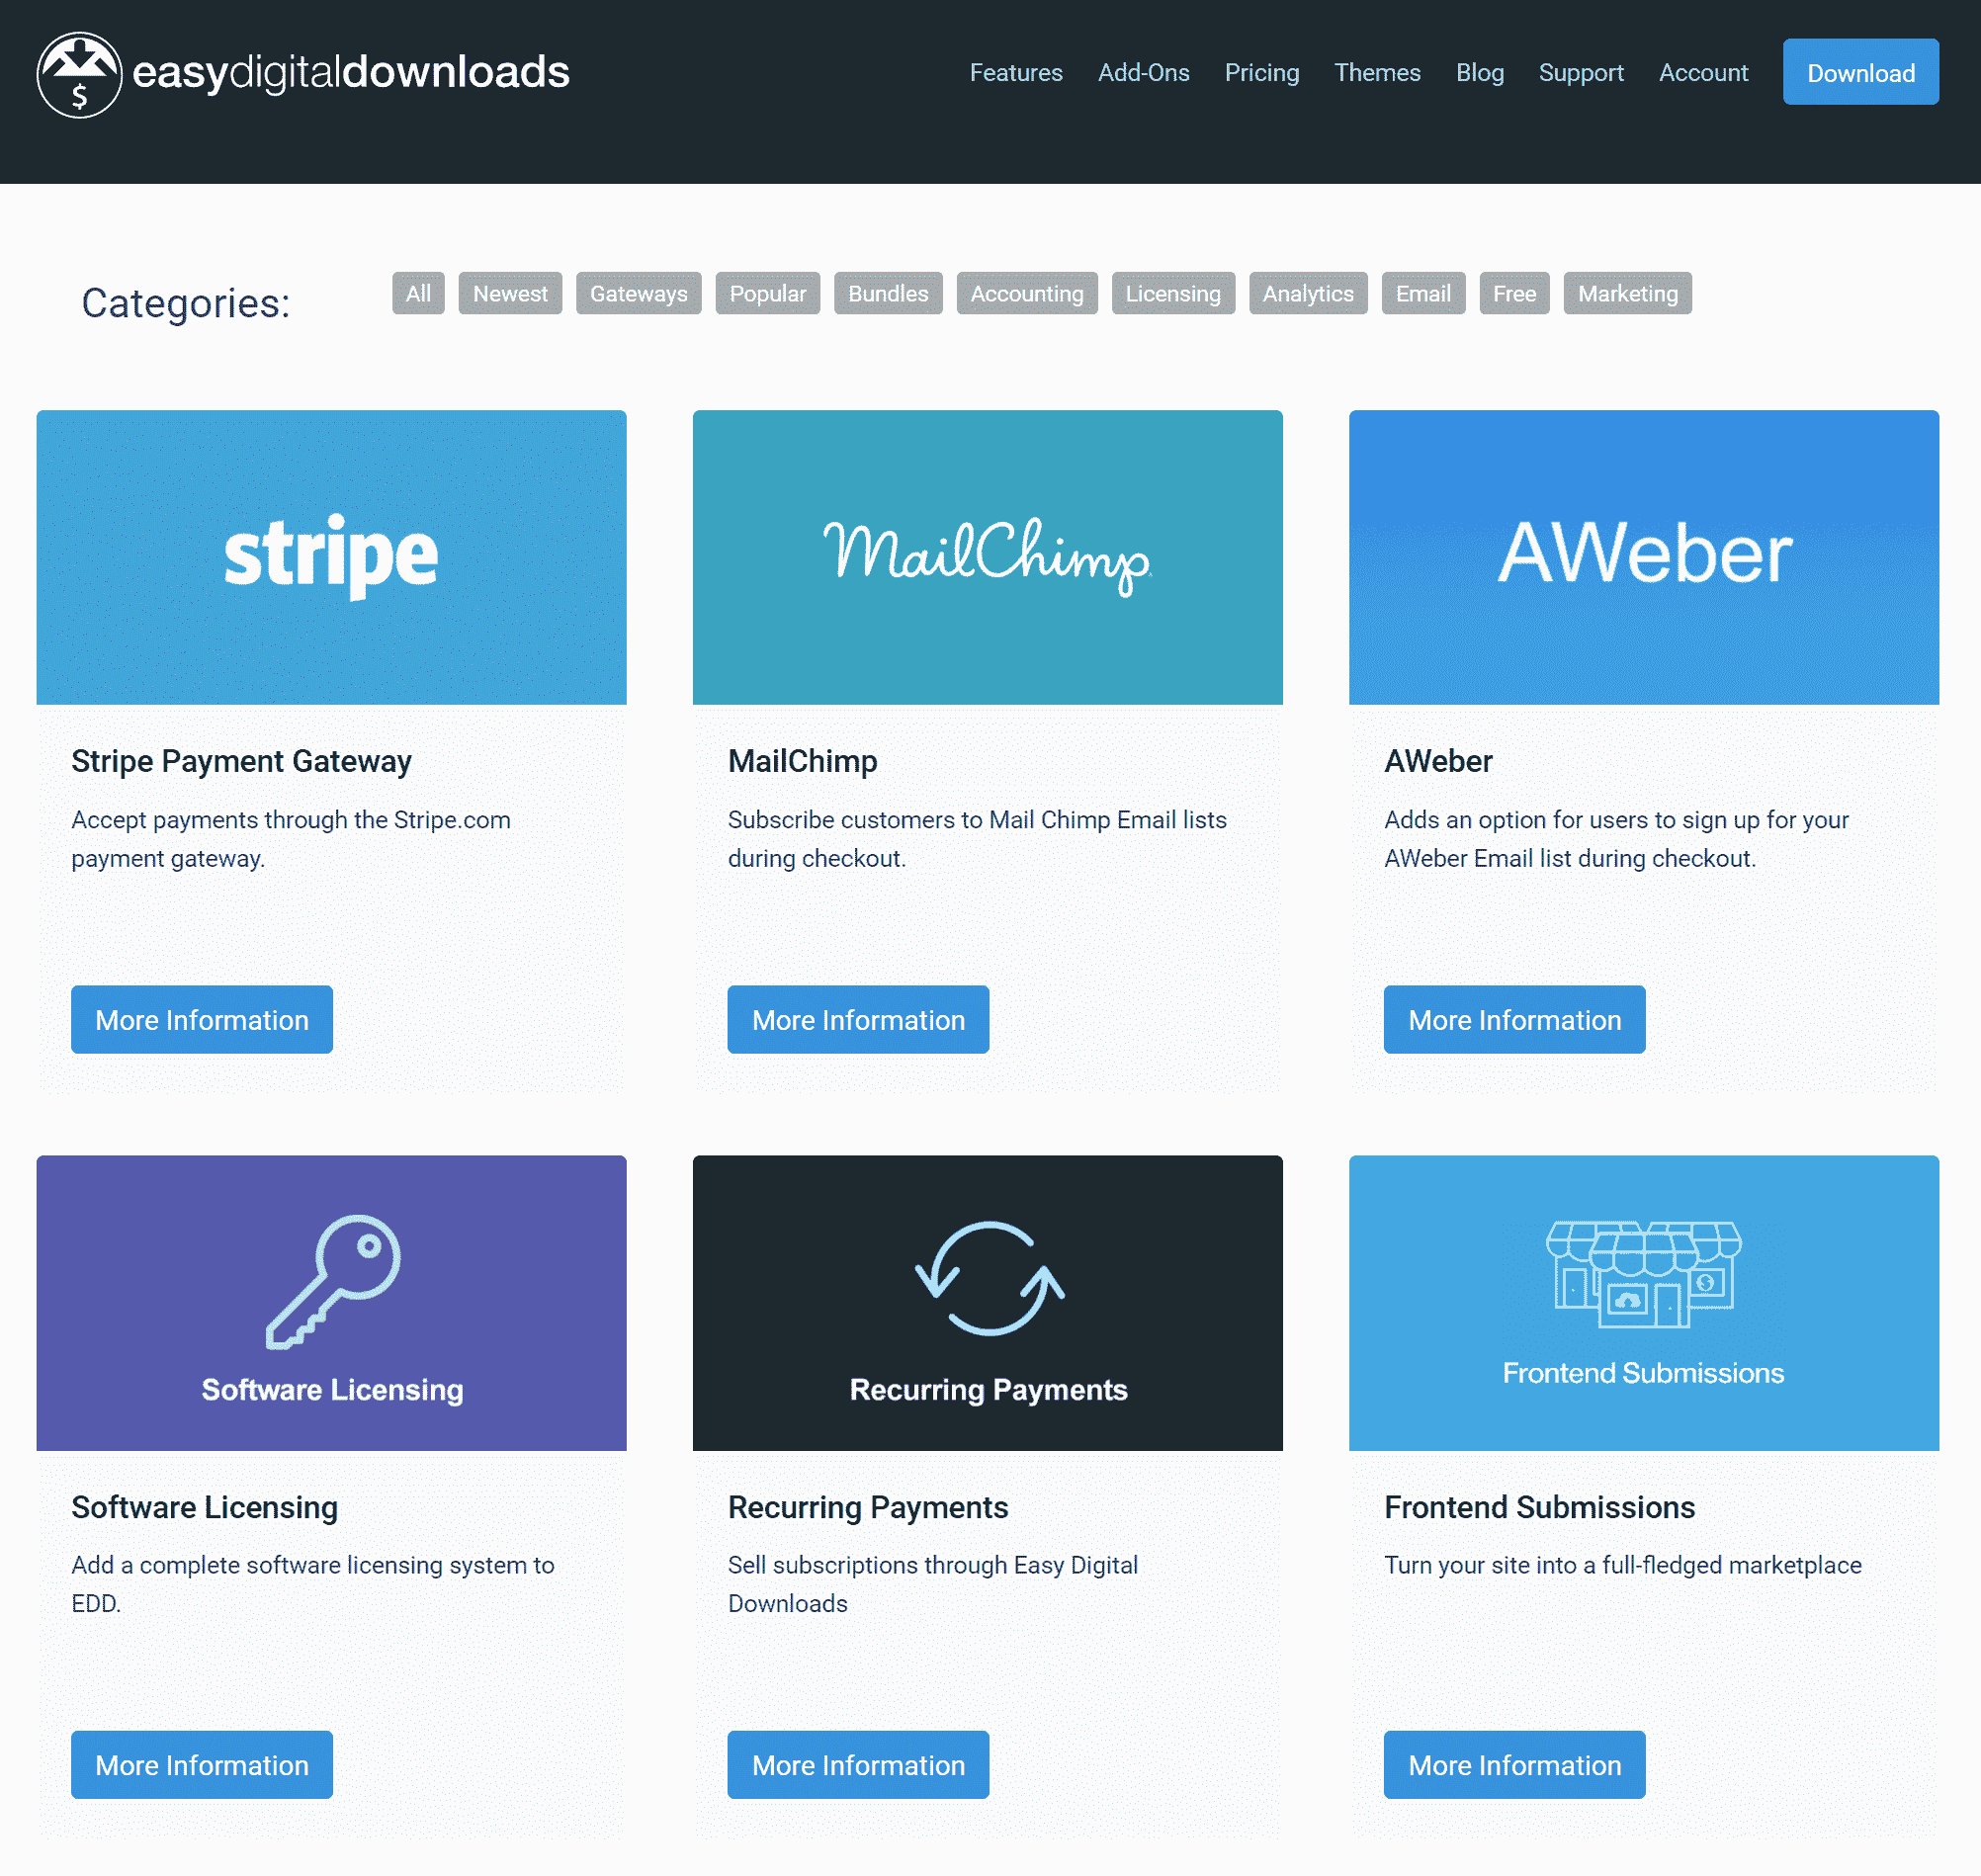 easydigitaldownloads
Features Add-Ons Pricing Themes Blog Support Account Download
Categories: All Newest Gateways Popular Bundles Accounting Licensing Analytics Email Free Marketing
stripe
MailChimp
AWeber
Stripe Payment Gateway
Accept payments through the Stripe.com
payment gateway.
More Information
MailChimp
Subscribe customers to Mail Chimp Email lists
during checkout.
More Information
AWeber
Adds an option for users to sign up for your
AWeber Email list during checkout.
More Information
Software Licensing
Recurring Payments
Frontend Submissions
Software Licensing
Add a complete software licensing system to
EDD.
More Information
Recurring Payments
Sell subscriptions through Easy Digital
Downloads
More Information
Frontend Submissions
Turn your site into a full-fledged marketplace
More Information